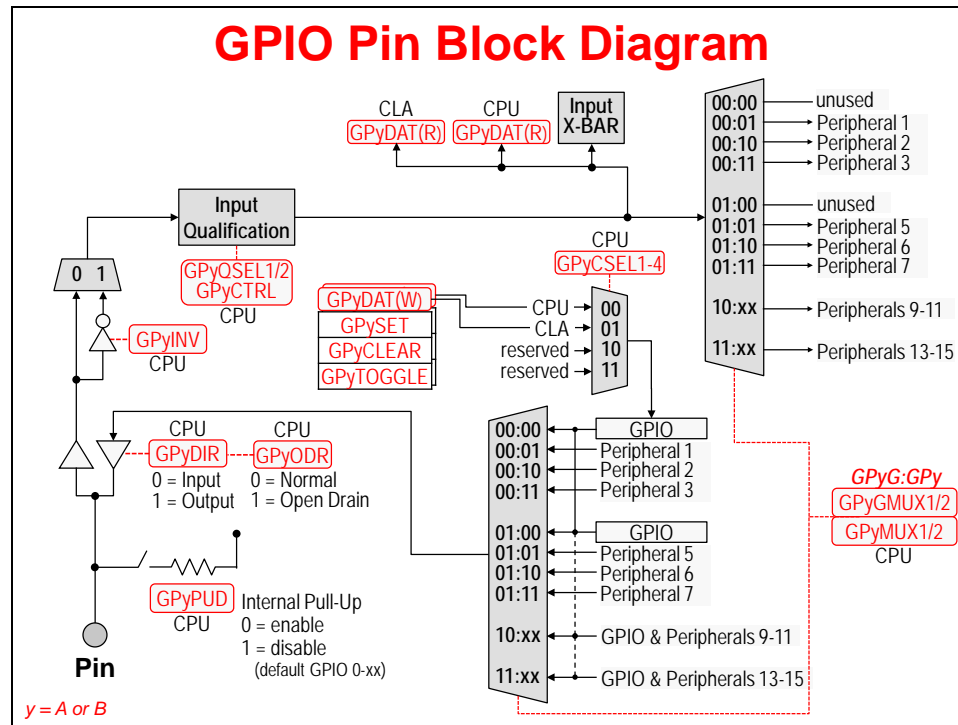 GPIO Pin Block Diagram
CLA
GPyDAT(R)
CPU
GPyDAT(R)
Input
X-BAR
00:00
00:01
00:10
00:11
01:00
01:01
01:10
01:11
10:xx
11:xx
unused
Peripheral 1
Peripheral 2
Peripheral 3
unused
Peripheral 5
Peripheral 6
Peripheral 7
Peripherals 9-11
Peripherals 13-15
Input
Qualification
GPyQSEL1/2
GPyCTRL
CPU
0 1
GPyINV
CPU
CPU
GPyCSEL1-4
GPyDAT(W)
GPySET
GPyCLEAR
GPyTOGGLE
CPU
CLA
reserved
reserved
00
01
10
11
CPU
GPyDIR
0 = Input
1 = Output
CPU
GPyODR
0 = Normal
1 = Open Drain
00:00
00:01
00:10
00:11
01:00
01:01
01:10
01:11
10:xx
11:xx
GPIO
Peripheral 1
Peripheral 2
Peripheral 3
GPIO
Peripheral 5
Peripheral 6
Peripheral 7
GPIO & Peripherals 9-11
GPIO & Peripherals 13-15
GPyG:GPy
GPyGMUX1/2
GPyMUX1/2
CPU
GPyPUD
CPU
Internal Pull-Up
0 = enable
1 = disable
(default GPIO 0-xx)
Pin
y = A or B